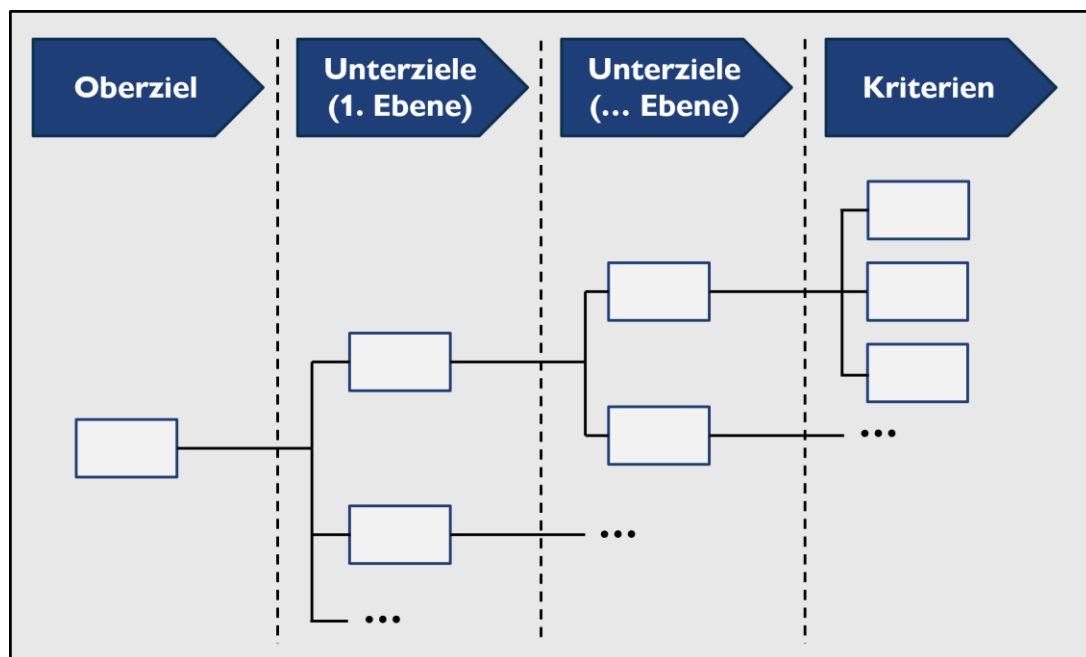 Oberziel
Unterziele
(1. Ebene)
Unterziele
(... Ebene)
Kriterien
...
...
...